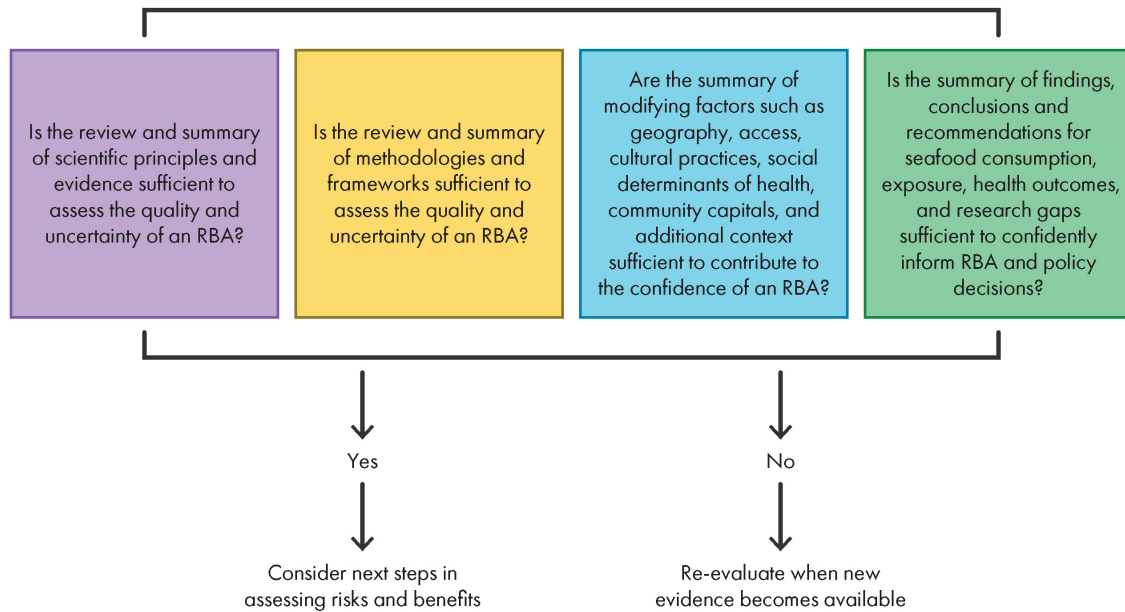 Is the review and summary
of scientific principles and
evidence sufficient to
assess the quality and
uncertainty of an RBA?
Is the review and summary
of methodologies and
frameworks sufficient to
assess the quality and
uncertainty of an RBA?
Are the summary of
modifying factors such as
geography, access,
cultural practices, social
determinants of health,
community capitals, and
additional context
sufficient to contribute to
the confidence of an RBA?
Is the summary of findings,
conclusions and
recommendations for
seafood consumption,
exposure, health outcomes,
and research gaps
sufficient to confidently
inform RBA and policy
decisions?
Yes
No
Consider next steps in
assessing risks and benefits
Re-evaluate when new
evidence becomes available